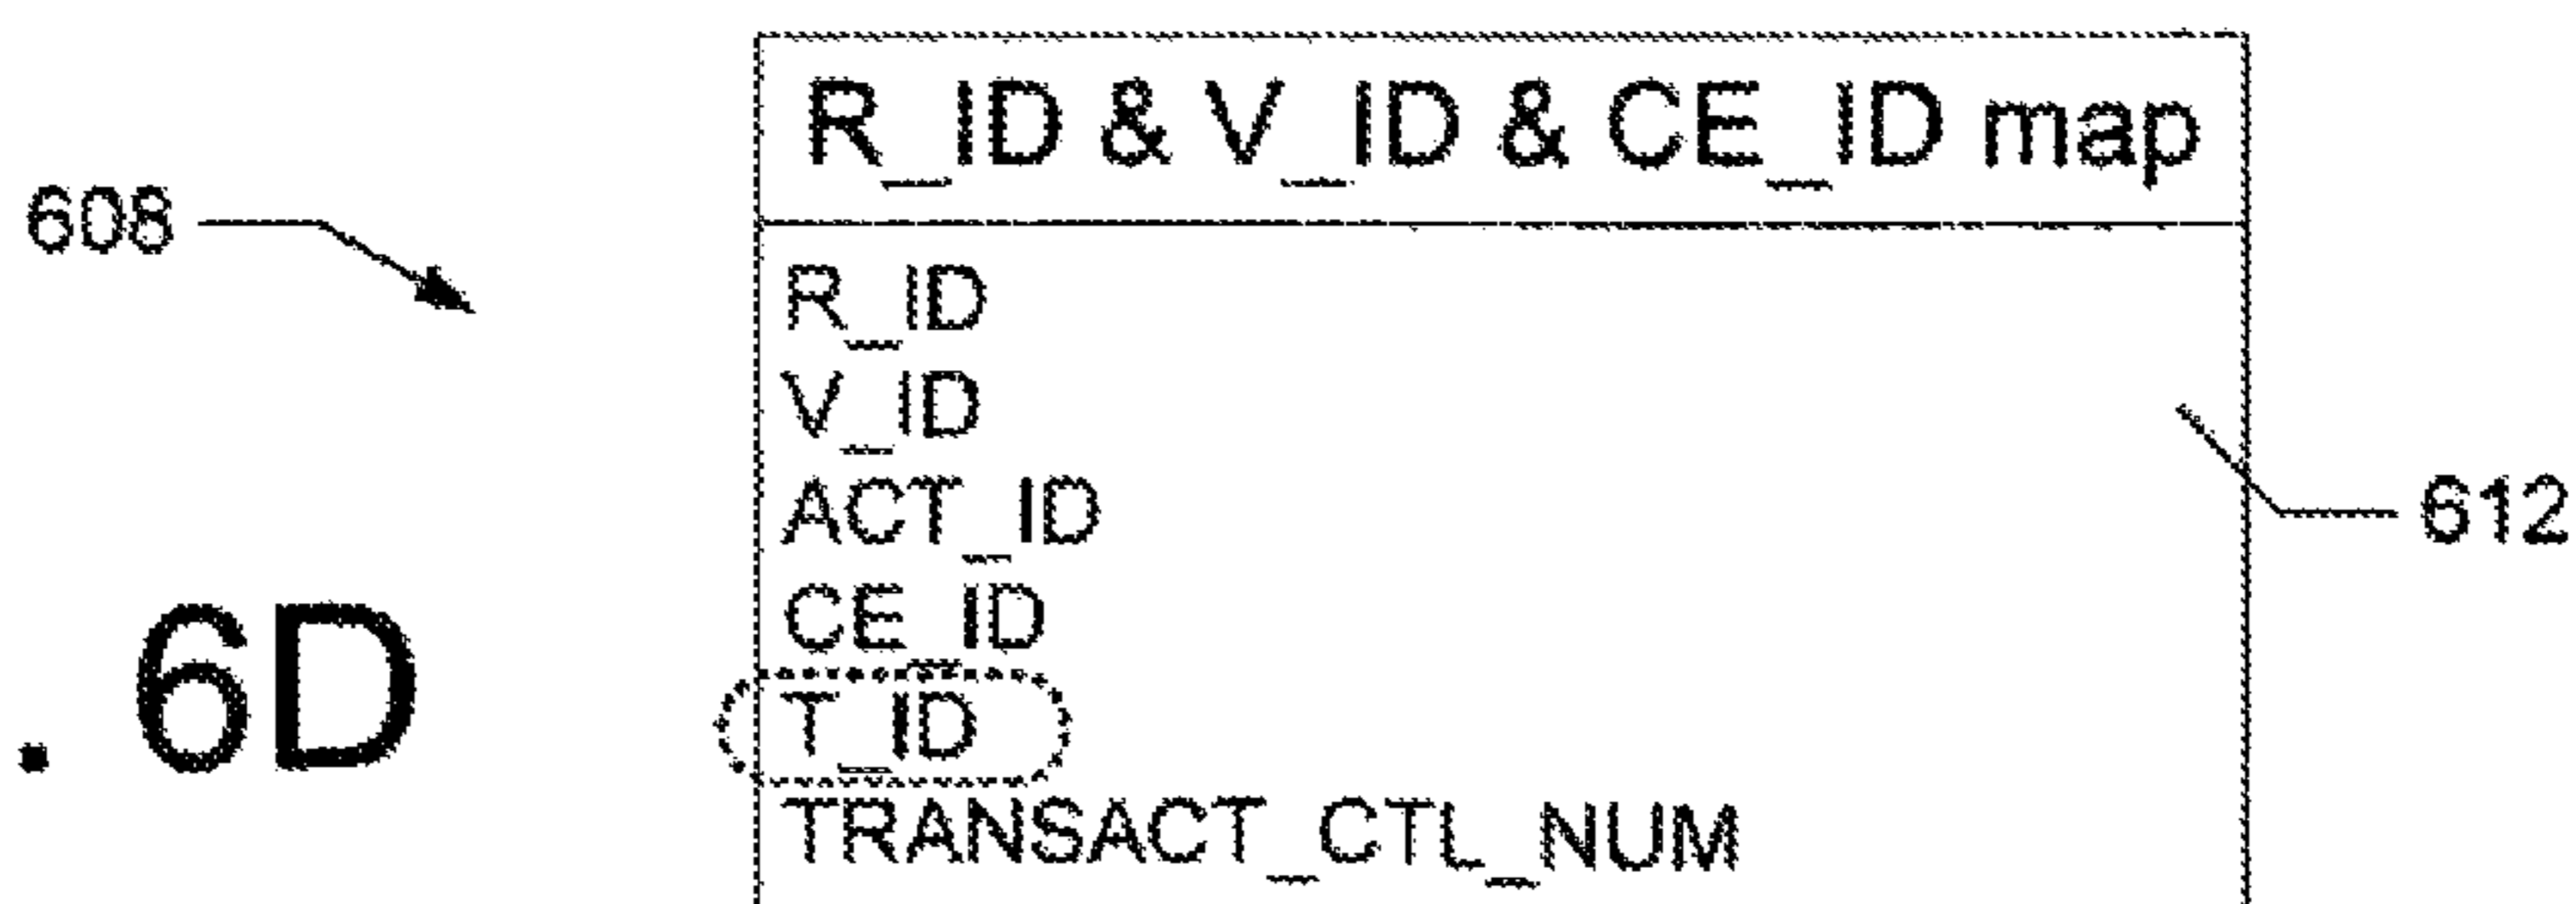 R_ID & V_ID & CE_ID map
608
R_ID
V_ID
ACT_ID
612
CE_ID
. 6D
T_ID
TRANSACT_CTL_NUM